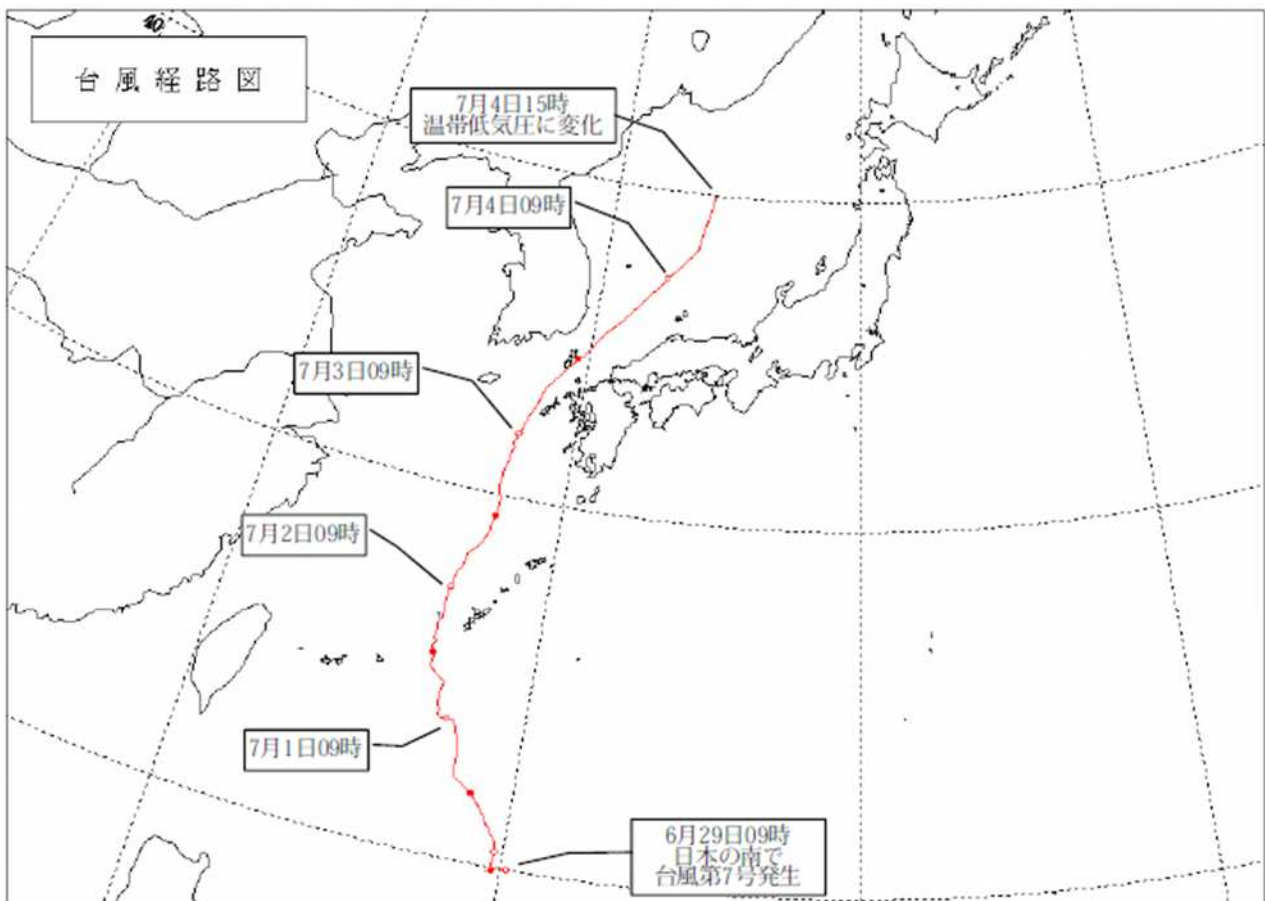 台風経路図
7月4日15時
温帯低気圧に変化
7月4日09時
7月3日09時
7月2日09時
7月1日09時
6月29日09時
日本の南で
台風第7号発生